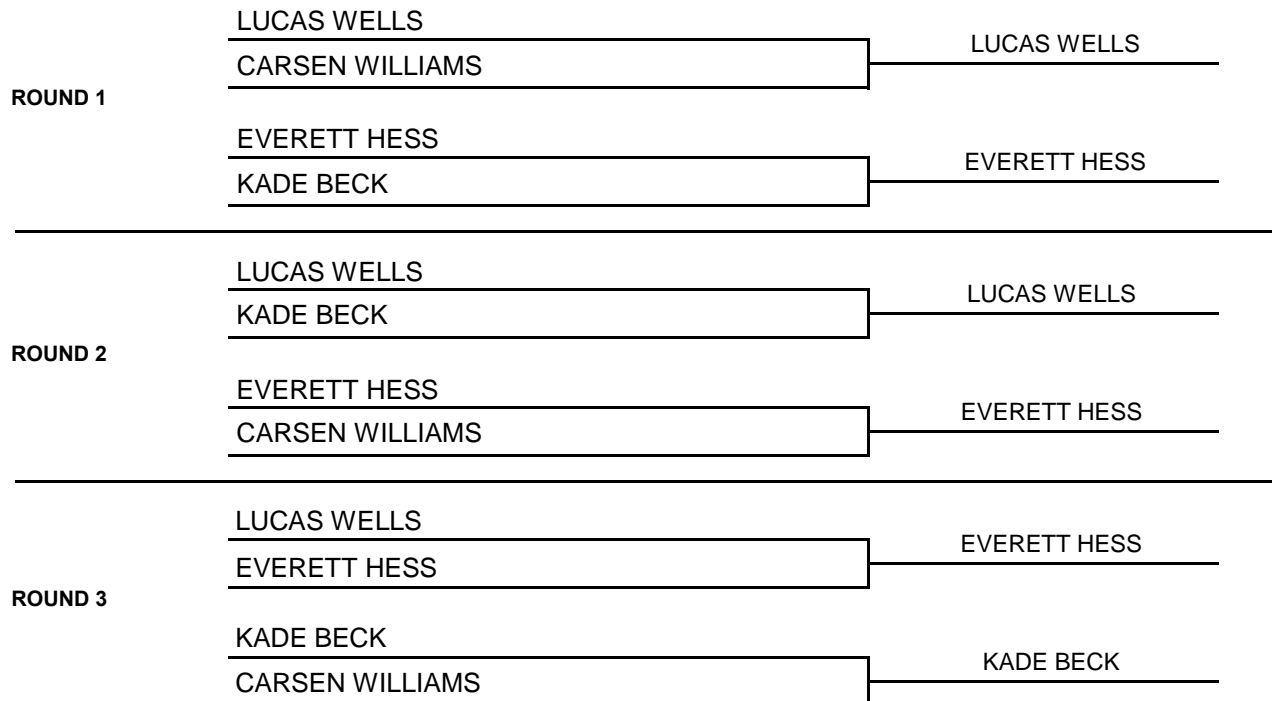 LUCAS WELLS
LUCAS WELLS
CARSEN WILLIAMS
ROUND 1
EVERETT HESS
EVERETT HESS
KADE BECK
LUCAS WELLS
LUCAS WELLS
KADE BECK
ROUND 2
EVERETT HESS
EVERETT HESS
CARSEN WILLIAMS
LUCAS WELLS
EVERETT HESS
EVERETT HESS
ROUND 3
KADE BECK
KADE BECK
CARSEN WILLIAMS